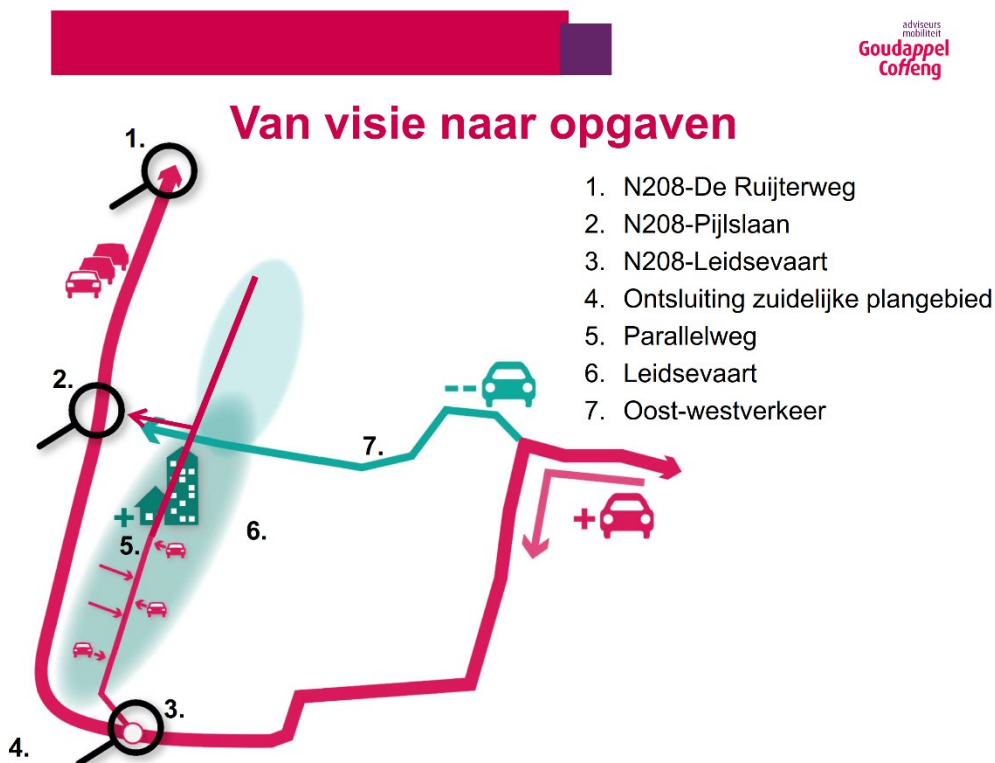 adviseurs
mobiliteit
Goudappel
Coffeng
Van visie naar opgaven
1. N208-De Ruijterweg
2. N208-Pijlslaan
3. N208-Leidsevaart
4. Ontsluiting zuidelijke plangebied
5. Parallelweg
6. Leidsevaart
7. Oost-westverkeer
1.
2.
7.
6.
5.
3.
4.